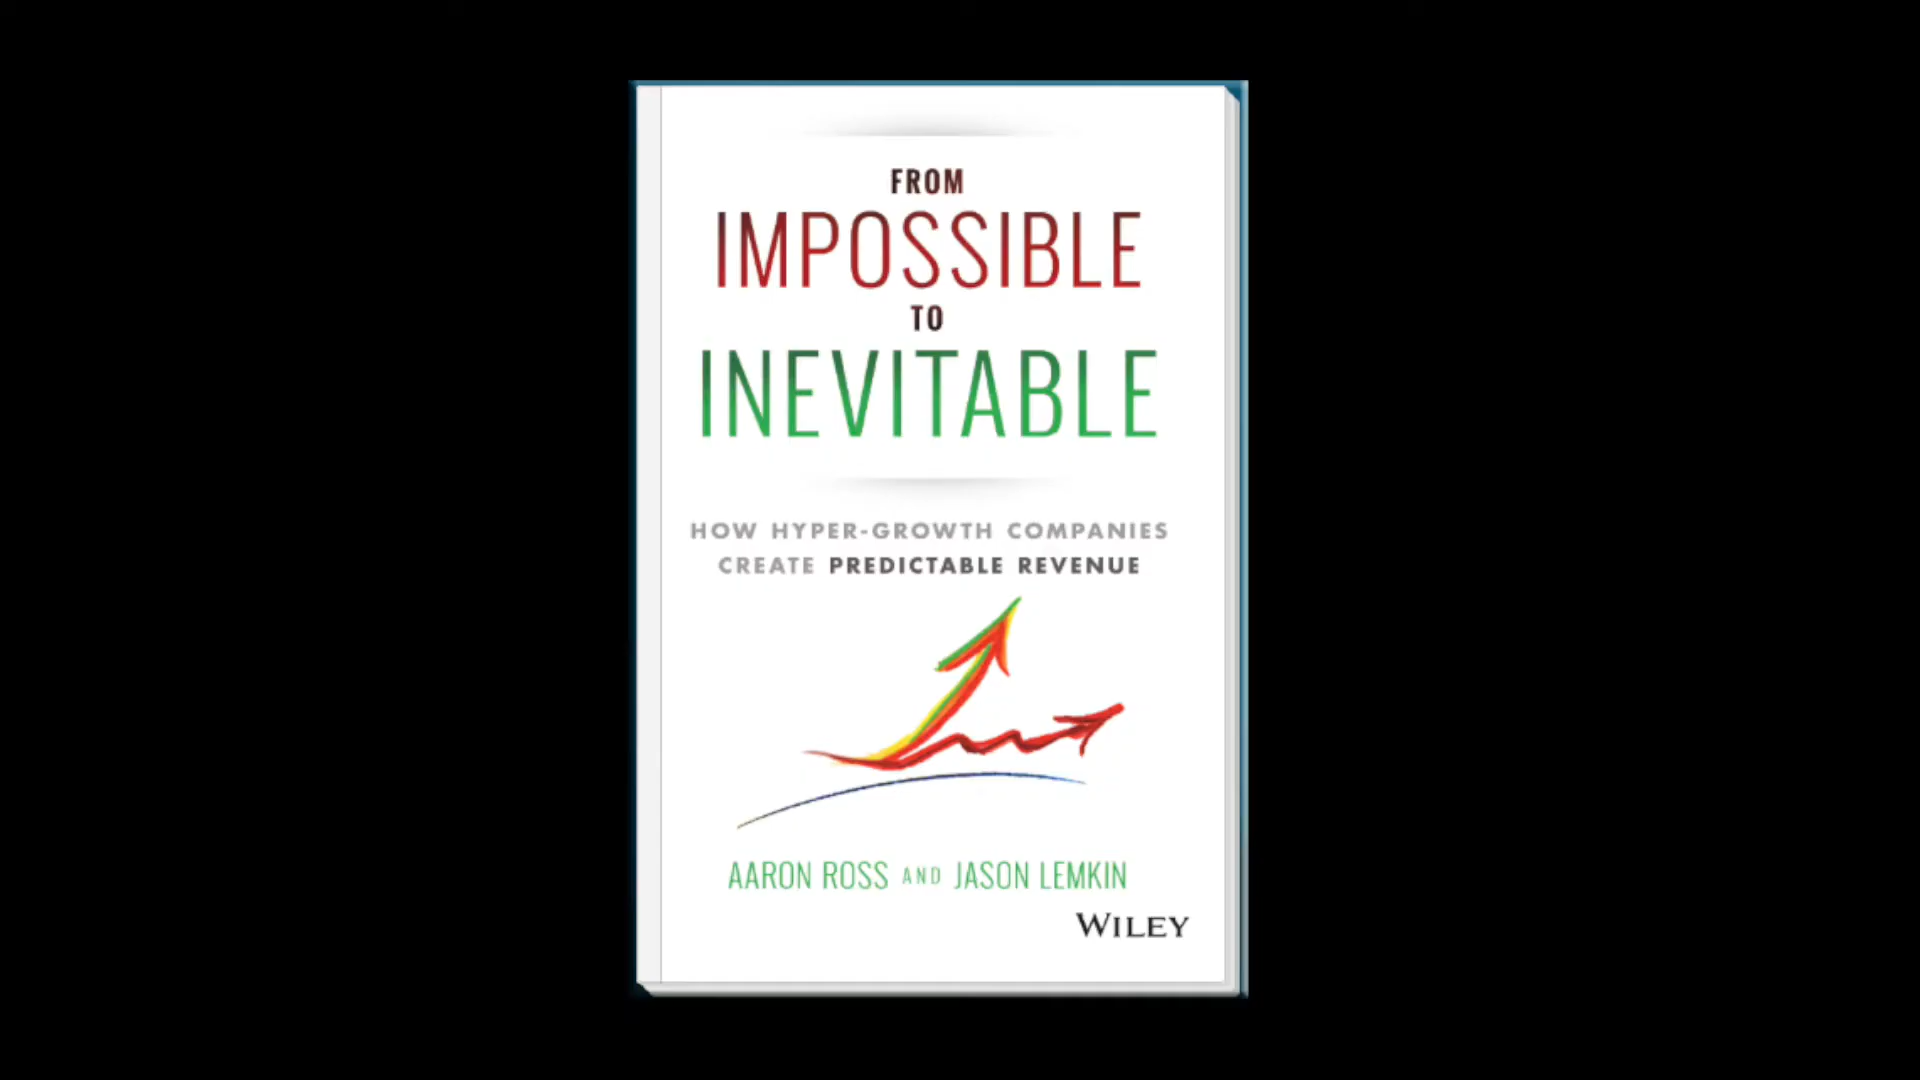 FROM
IMPOSSIBLE
TO
INEVITABLE
HOW HYPER-GROWTH COMPANIES
CREATE PREDICTABLE REVENUE
AARON ROSS AND JASON LEMKIN
WILEY